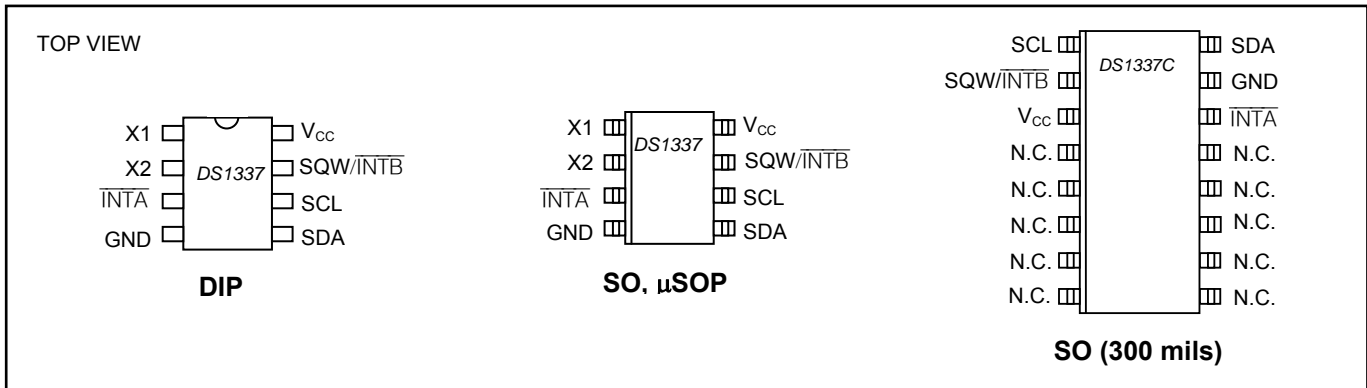 TOP VIEW
X1 VCC
X2 DS1337 SQW/INTB
INTA SCL
GND SDA
DIP
X1 VCC
DS1337
X2 SQW/INTB
INTA SCL
GND SDA
SO, μSOP
SCL SDA
DS1337C
SQW/INTB GND
VCC INTA
N.C. N.C.
N.C. N.C.
N.C. N.C.
N.C. N.C.
N.C. N.C.
SO (300 mils)